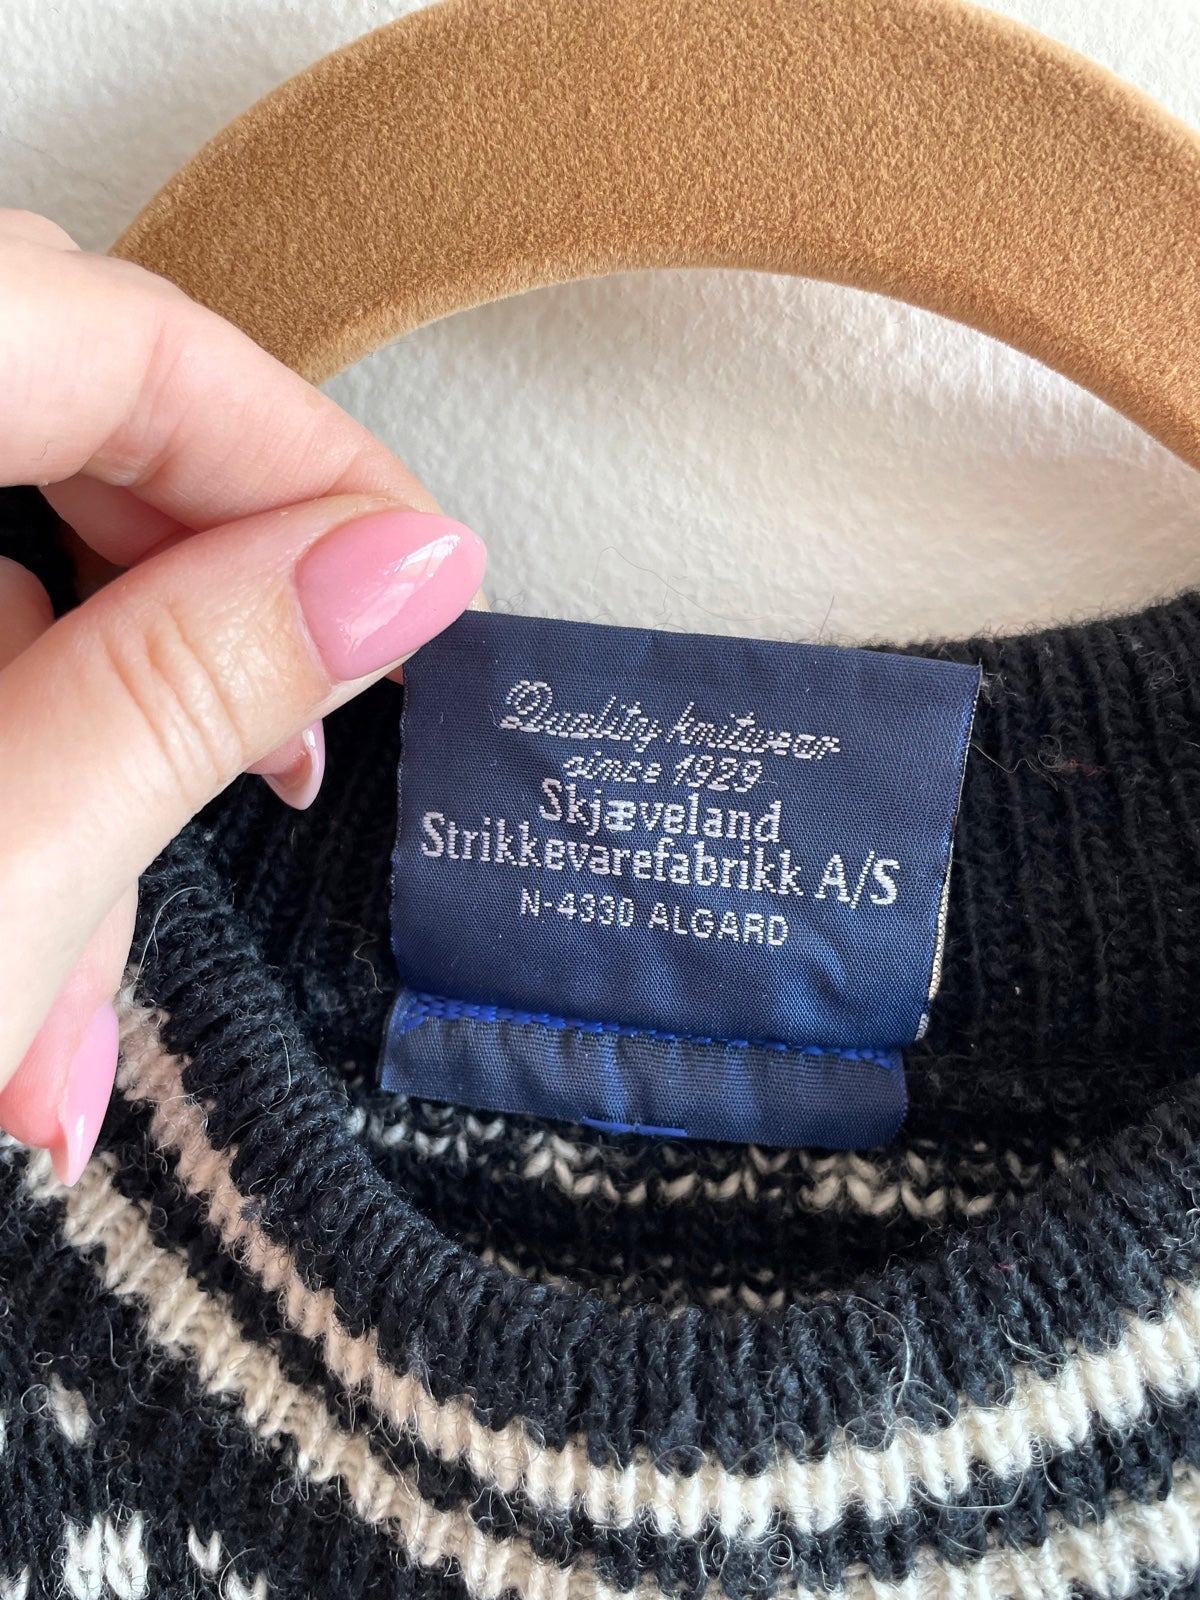 Quality knitwear
since 1929
Skjæveland
Strikkevarefabrikk A/S
N-4330 ALGARD